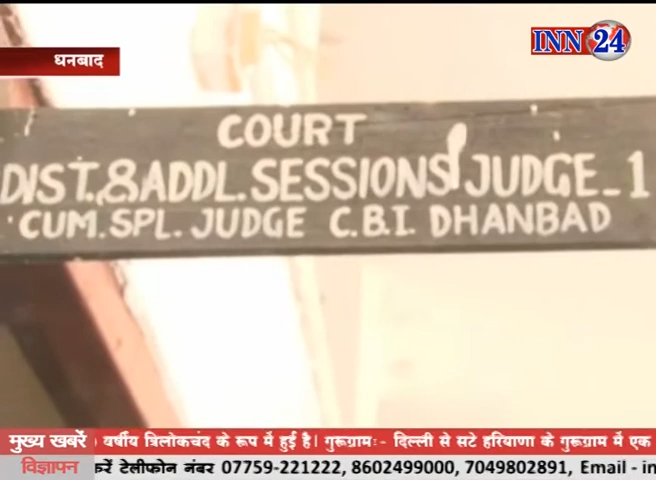 INN 24
धनबाद
COURT
DIST.&ADDL.SESSIONS JUDGE_1
CUM.SPL. JUDGE C.B.I. DHANBAD
मुख्य खबरें ) वर्षीय त्रिलोकचंद के रूप में हुई है। गुरूग्रामः- दिल्ली से सटे हरियाणा के गुरूग्राम में एक
विज्ञापन करें टेलीफोन नंबर 07759-221222, 8602499000, 7049802891, Email - in